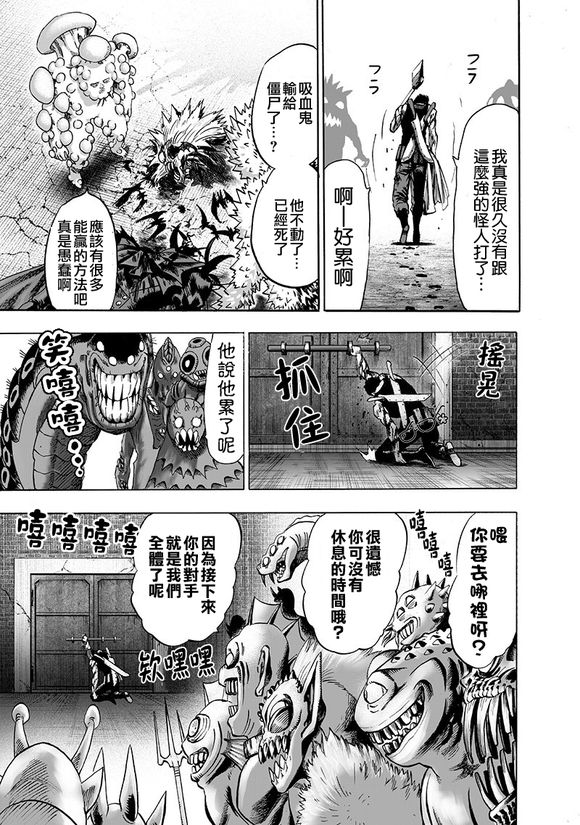 フラ
フラ
我真是很久沒有跟
這麼強的怪人打了…
啊—好累啊
吸血鬼
輸給
僵尸了…?
他不動了…
已經死了
應該有很多
能贏的方法吧
真是愚蠢啊
搖晃
抓住
他說他累了呢
笑嘻嘻…
喂
你要去哪裡呀?
嘻嘻嘻
很遺憾
你可沒有
休息的時間哦?
因為接下來
你的對手
就是我們
全體了呢
嘻嘻嘻嘻
欸嘿嘿